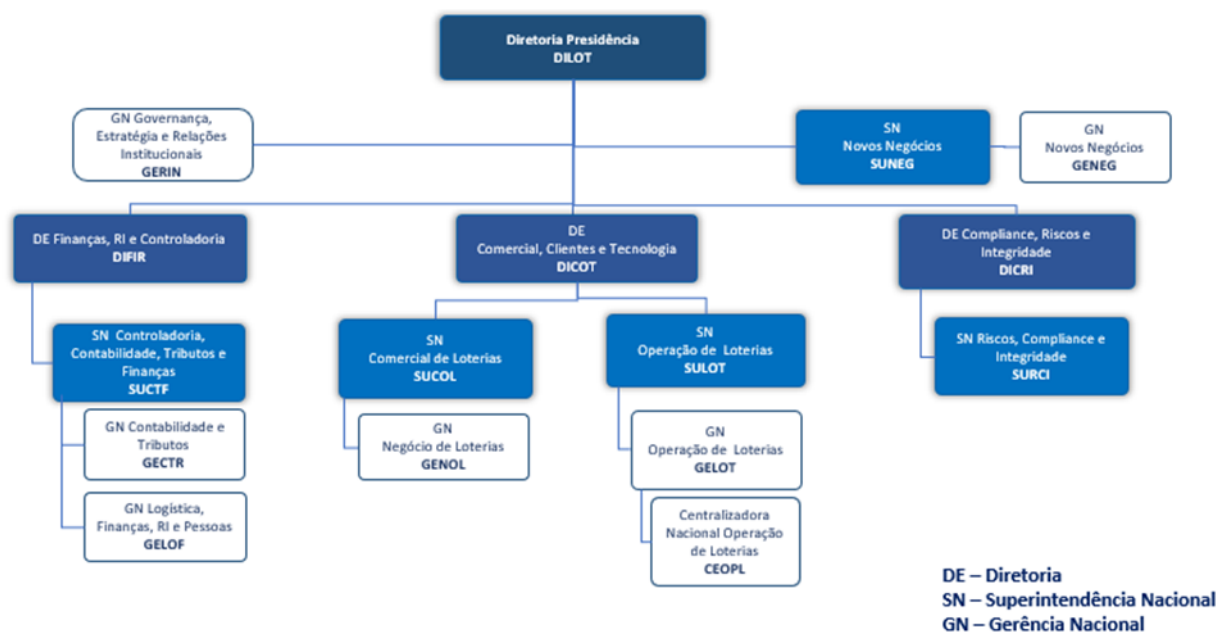 Diretoria Presidência
DILOT
GN Governança,
Estratégia e Relações
Institucionais
GERIN
SN
Novos Negócios
SUNEG
GN
Novos Negócios
GENEG
DE Finanças, RI e Controladoria
DIFIR
DE
Comercial, Clientes e Tecnologia
DICOT
DE Compliance, Riscos e
Integridade
DICRI
SN Controladoria,
Contabilidade, Tributos e
Finanças
SUCTF
SN
Comercial de Loterias
SUCOL
SN
Operação de Loterias
SULOT
SN Riscos, Compliance e
Integridade
SURCI
GN Contabilidade e
Tributos
GECTR
GN
Negócio de Loterias
GENOL
GN
Operação de Loterias
GELOT
GN Logística,
Finanças, RI e Pessoas
GELOF
Centralizadora
Nacional Operação
de Loterias
CEOPL
DE – Diretoria
SN – Superintendência Nacional
GN – Gerência Nacional